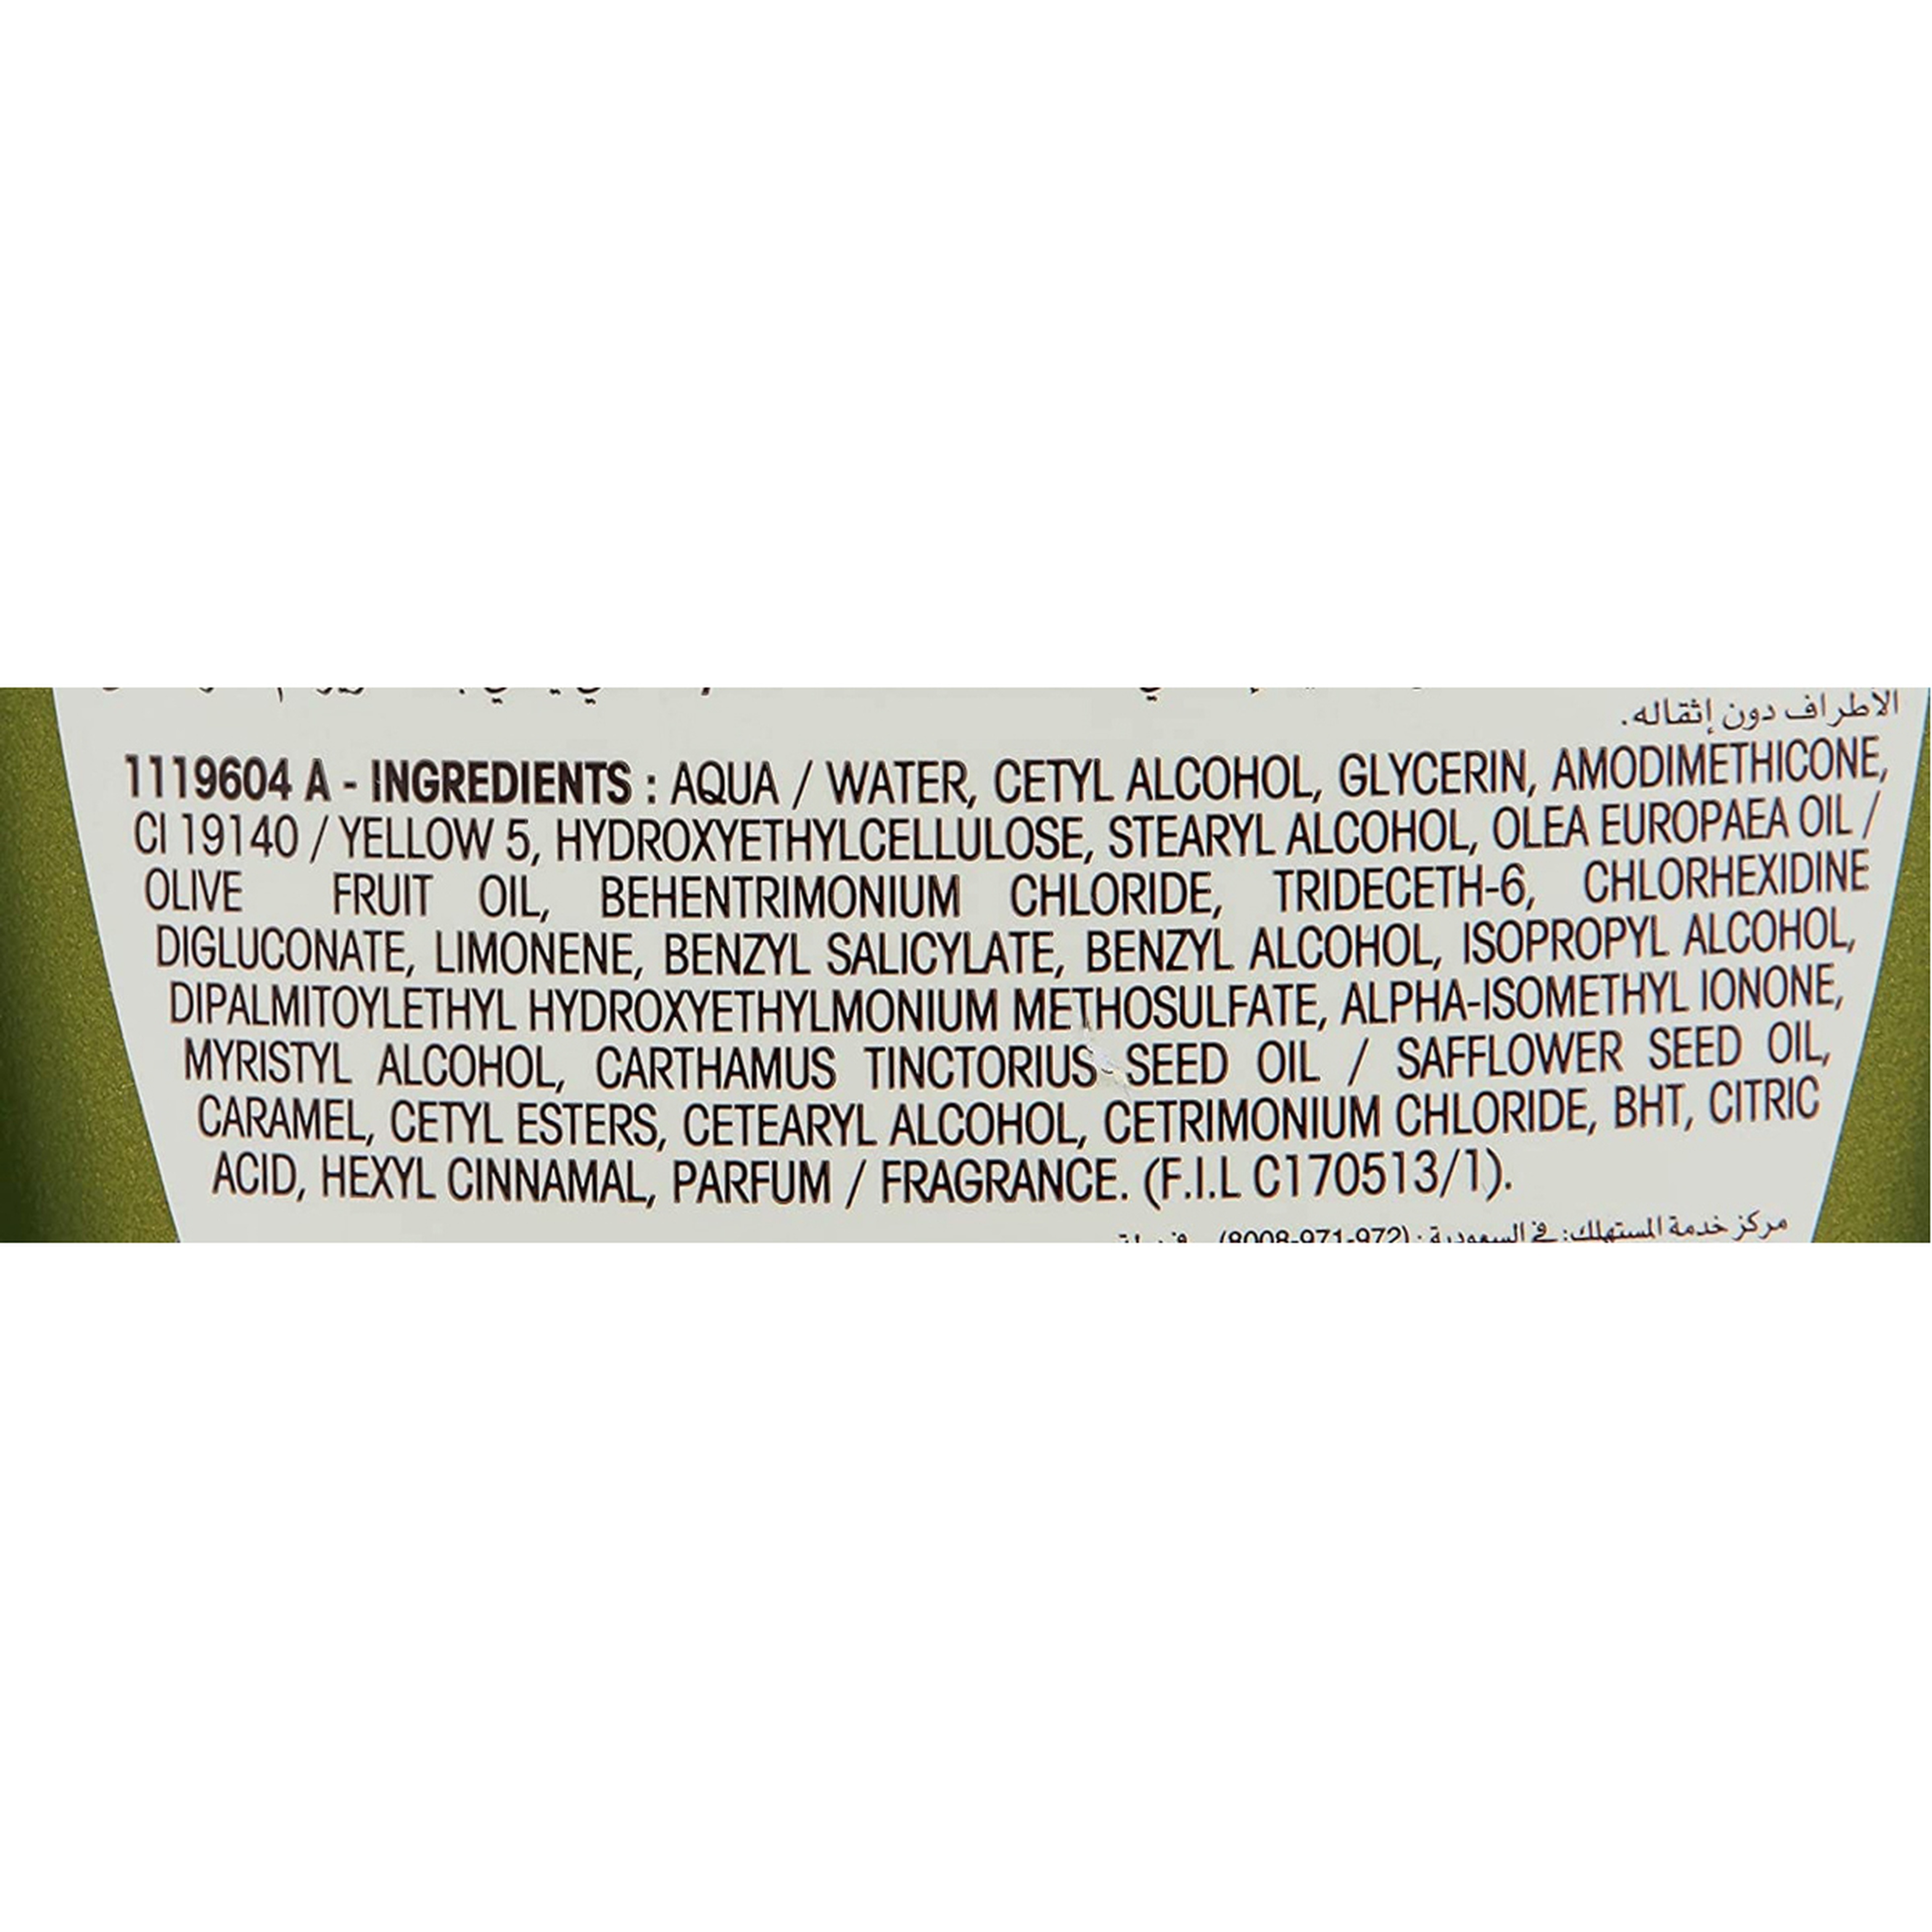 الأطراف دون إثقاله.
1119604 A - INGREDIENTS : AQUA / WATER, CETYL ALCOHOL, GLYCERIN, AMODIMETHICONE,
CI 19140 / YELLOW 5, HYDROXYETHYLCELLULOSE, STEARYL ALCOHOL, OLEA EUROPAEA OIL /
OLIVE FRUIT OIL, BEHENTRIMONIUM CHLORIDE, TRIDECETH-6, CHLORHEXIDINE
DIGLUCONATE, LIMONENE, BENZYL SALICYLATE, BENZYL ALCOHOL, ISOPROPYL ALCOHOL,
DIPALMITOYLETHYL HYDROXYETHYLMONIUM METHOSULFATE, ALPHA-ISOMETHYL IONONE,
MYRISTYL ALCOHOL, CARTHAMUS TINCTORIUS SEED OIL / SAFFLOWER SEED OIL,
CARAMEL, CETYL ESTERS, CETEARYL ALCOHOL, CETRIMONIUM CHLORIDE, BHT, CITRIC
ACID, HEXYL CINNAMAL, PARFUM / FRAGRANCE. (F.I.L C170513/1).
مركز خدمة المستهلك: في السعودية: (8008-971-972)